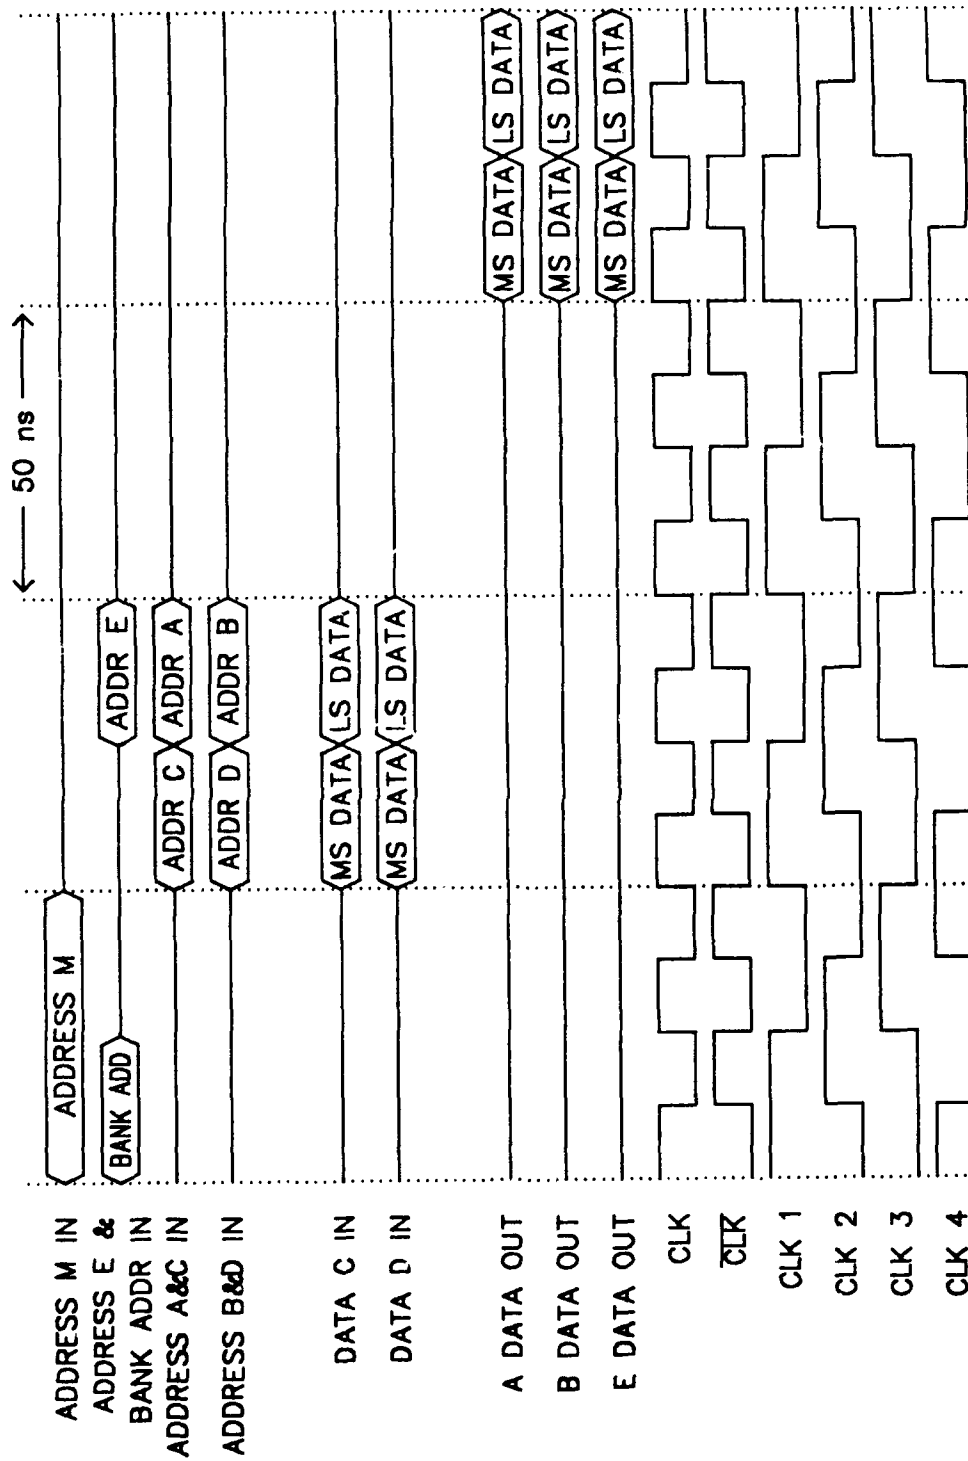 50 ns
ADDRESS M IN
ADDRESS M
ADDRESS E &
BANK ADDR IN
BANK ADD
ADDR E
ADDRESS A&C IN
ADDR C
ADDR A
ADDRESS B&D IN
ADDR D
ADDR B
DATA C IN
MS DATA
LS DATA
DATA D IN
MS DATA
LS DATA
A DATA OUT
MS DATA
LS DATA
B DATA OUT
MS DATA
LS DATA
E DATA OUT
MS DATA
LS DATA
CLK
CLK
CLK 1
CLK 2
CLK 3
CLK 4